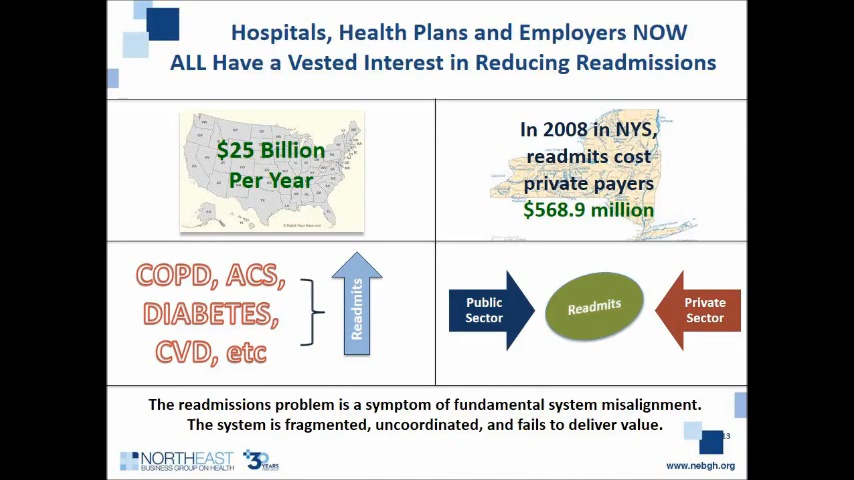 Hospitals, Health Plans and Employers NOW
ALL Have a Vested Interest in Reducing Readmissions
$25 Billion
Per Year
In 2008 in NYS,
readmits cost
private payers
$568.9 million
COPD, ACS,
DIABETES,
CVD, etc
Readmits
Public
Sector
Readmits
Private
Sector
The readmissions problem is a symptom of fundamental system misalignment.
The system is fragmented, uncoordinated, and fails to deliver value.
13
NORTHEAST
BUSINESS GROUP ON HEALTH
30
YEARS
www.nebgh.org